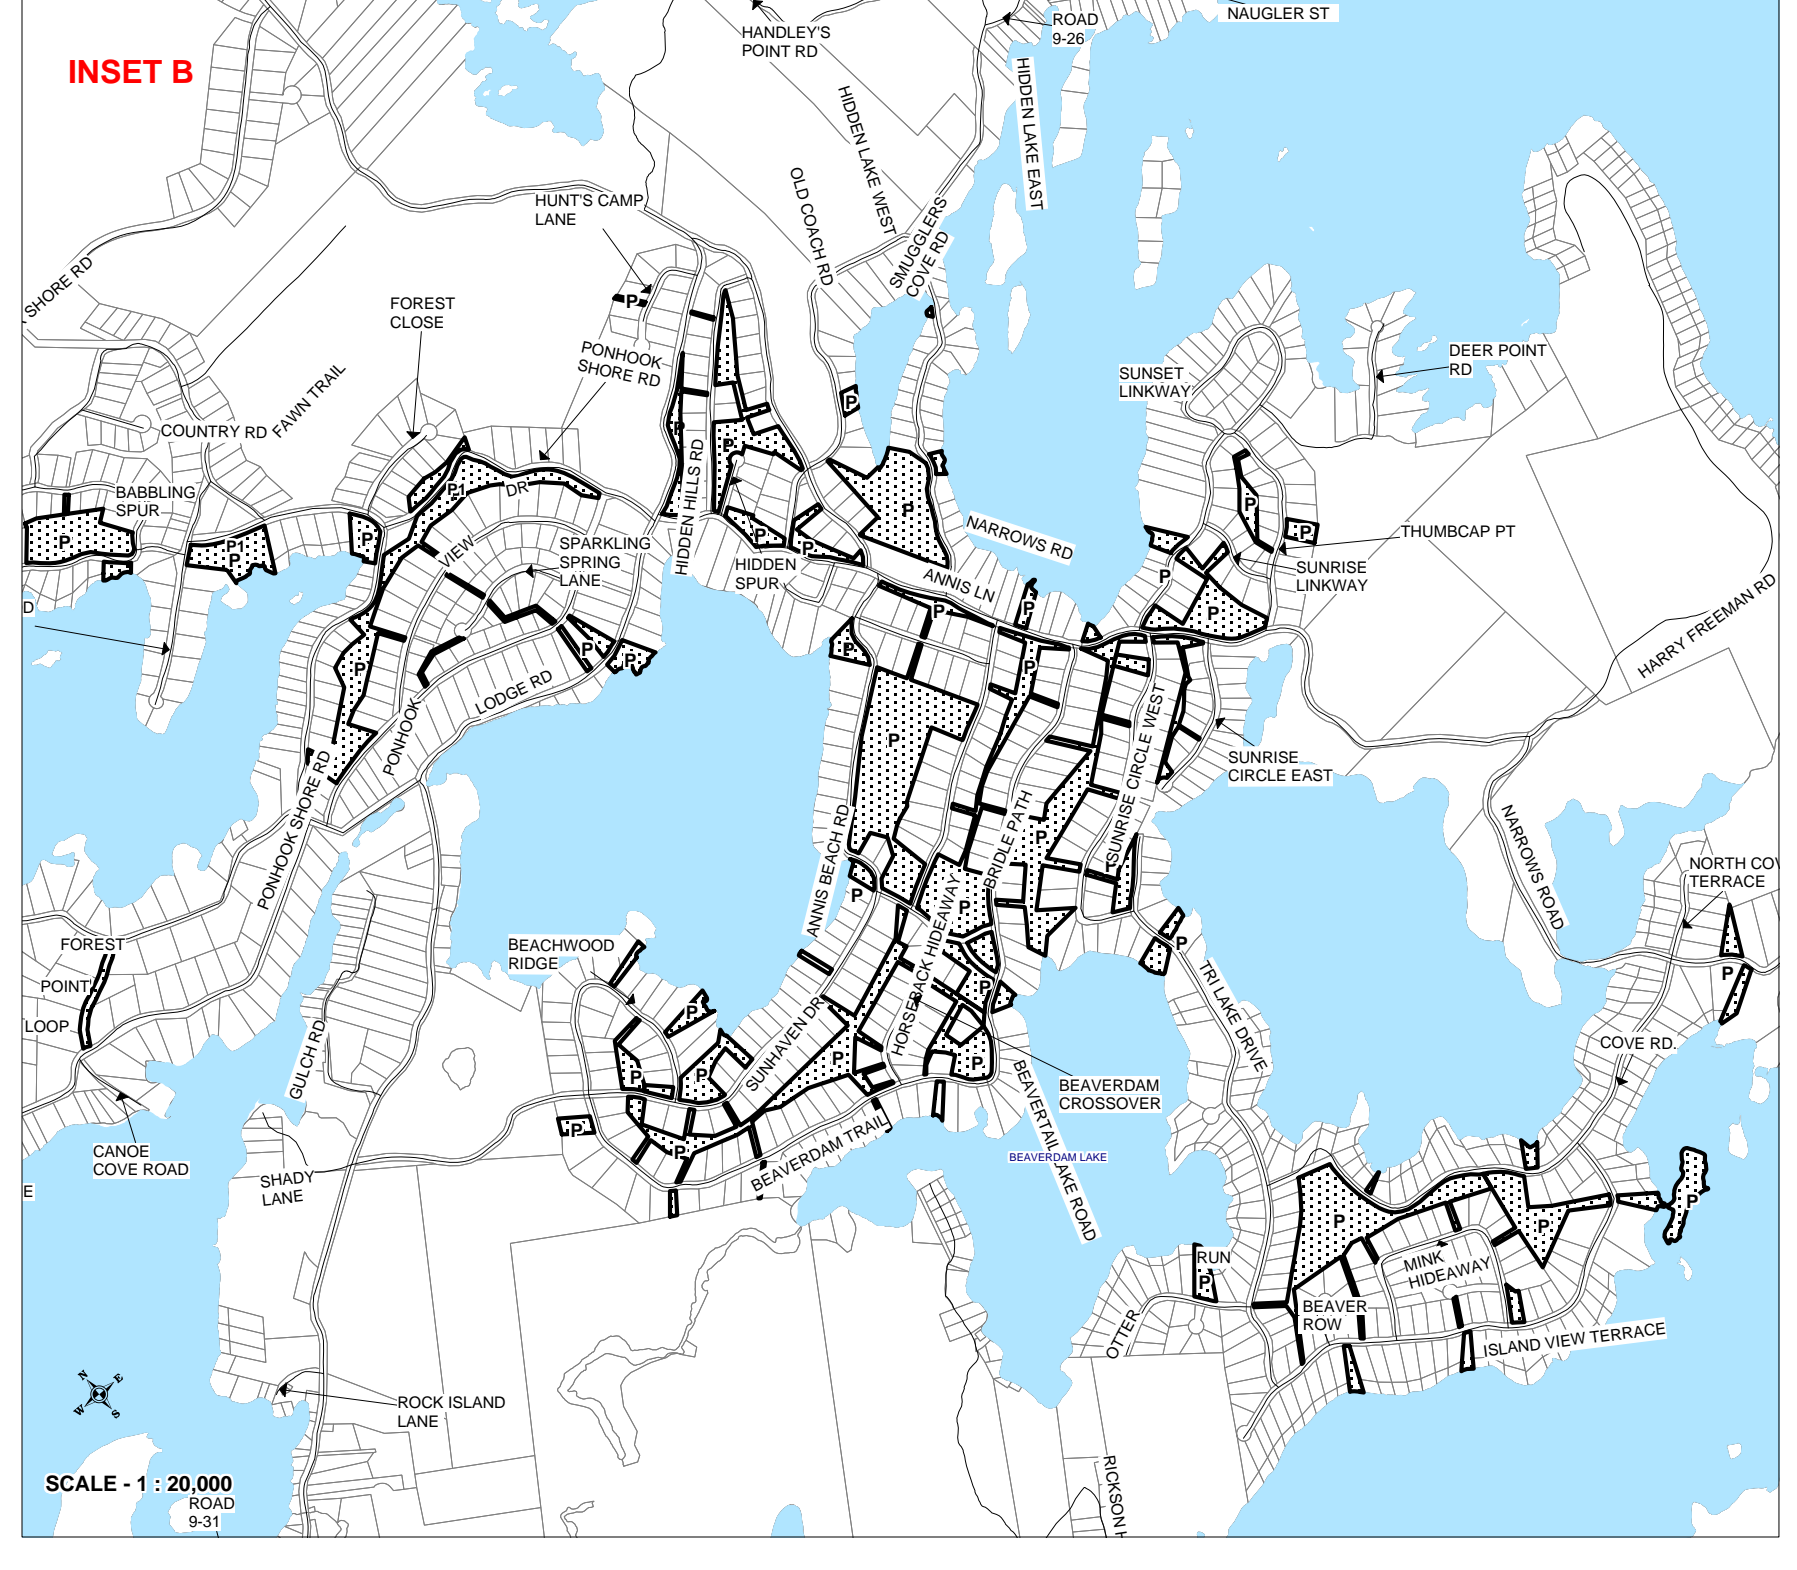 NAUGLER ST
ROAD
9-26
HANDLEY'S
POINT RD
INSET B
HIDDEN LAKE EAST
HIDDEN LAKE WEST
OLD COACH RD
SMUGGLERS
COVE RD
HUNT'S CAMP
LANE
SHORE RD
FOREST
CLOSE
P
PONHOOK
SHORE RD
DEER POINT
RD
SUNSET
LINKWAY
FAWN TRAIL
COUNTRY RD
P
P
P
HIDDEN HILLS RD
BABBLING
SPUR
P1
DR
P
P
P
NARROWS RD
THUMBCAP PT
P
P
P1
P
P
VIEW
SPARKLING
SPRING
LANE
P
P
HIDDEN
SPUR
ANNIS LN
P
SUNRISE
LINKWAY
D
P
P
P
HARRY FREEMAN RD
P
P
P
P
P
LODGE RD
PONHOOK
P
SUNRISE CIRCLE WEST
SUNRISE
CIRCLE EAST
PONHOOK SHORE RD
ANNIS BEACH RD
BRIDLE PATH
P
NARROWS ROAD
NORTH COV
TERRACE
P
P
HORSEBACK HIDEAWAY
FOREST
POINT
LOOP
BEACHWOOD
RIDGE
P
TRI LAKE DRIVE
P
P
GULCH RD
P
SUNHAVEN DR
COVE RD.
P
P
P
P
BEAVERDAM
CROSSOVER
CANOE
COVE ROAD
P
P
BEAVERDAM TRAIL
BEAVERTAIL LAKE ROAD
BEAVERDAM LAKE
SHADY
LANE
E
P
P
P
RUN
P
MINK
HIDEAWAY
BEAVER
ROW
OTTER
ISLAND VIEW TERRACE
N
E
W
S
ROCK ISLAND
LANE
SCALE - 1 : 20,000
ROAD
9-31
RICKSON